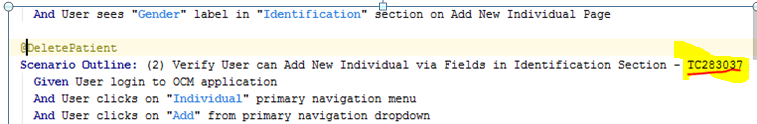 And User sees "Gender" label in "Identification" section on Add New Individual Page
@DeletePatient
Scenario Outline: (2) Verify User can Add New Individual via Fields in Identification Section - TC283037
Given User login to OCM application
And User clicks on "Individual" primary navigation menu
And User clicks on "Add" from primary navigation dropdown